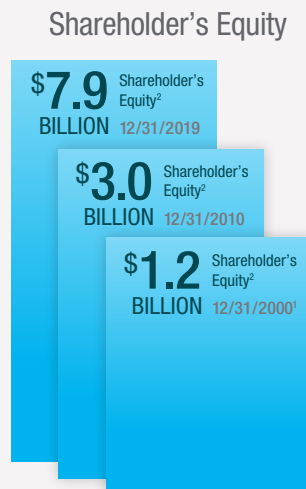 Shareholder's Equity
$7.9 BILLION
Shareholder's
Equity²
12/31/2019
$3.0 BILLION
Shareholder's
Equity²
12/31/2010
$1.2 BILLION
Shareholder's
Equity²
12/31/2000¹